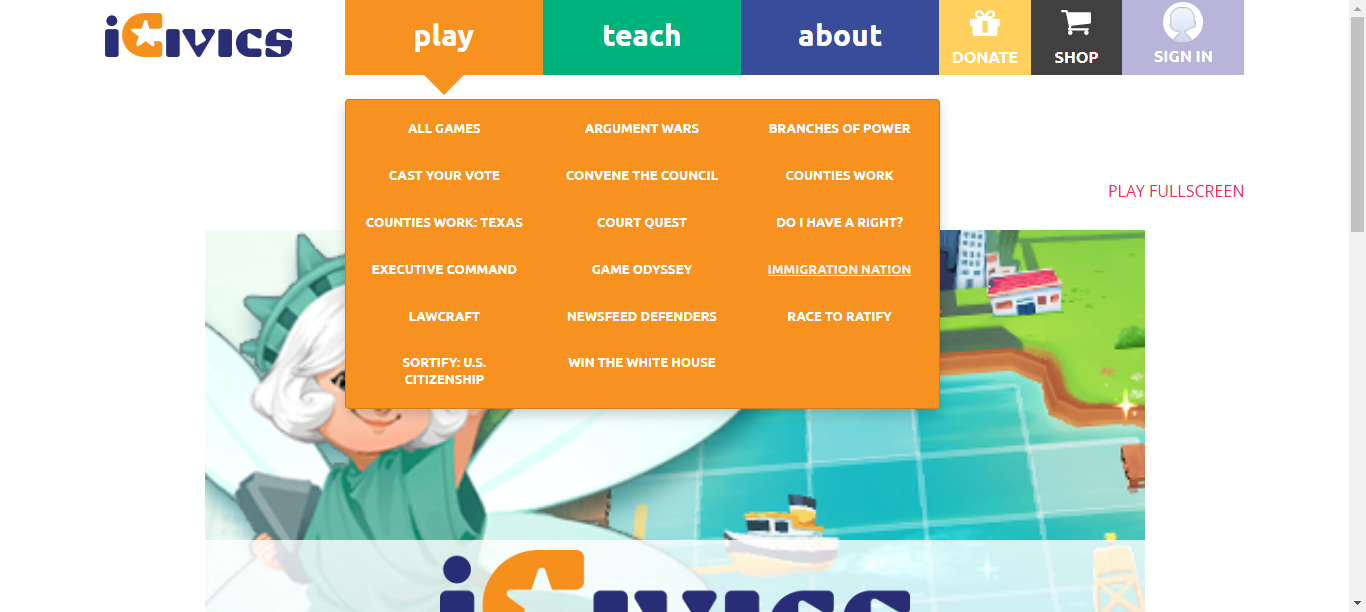 iCivics
play
teach
about
DONATE
SHOP
SIGN IN
ALL GAMES
ARGUMENT WARS
BRANCHES OF POWER
CAST YOUR VOTE
CONVENE THE COUNCIL
COUNTIES WORK
COUNTIES WORK: TEXAS
COURT QUEST
DO I HAVE A RIGHT?
EXECUTIVE COMMAND
GAME ODYSSEY
IMMIGRATION NATION
LAWCRAFT
NEWSFEED DEFENDERS
RACE TO RATIFY
SORTIFY: U.S.
CITIZENSHIP
WIN THE WHITE HOUSE
PLAY FULLSCREEN
iCivics